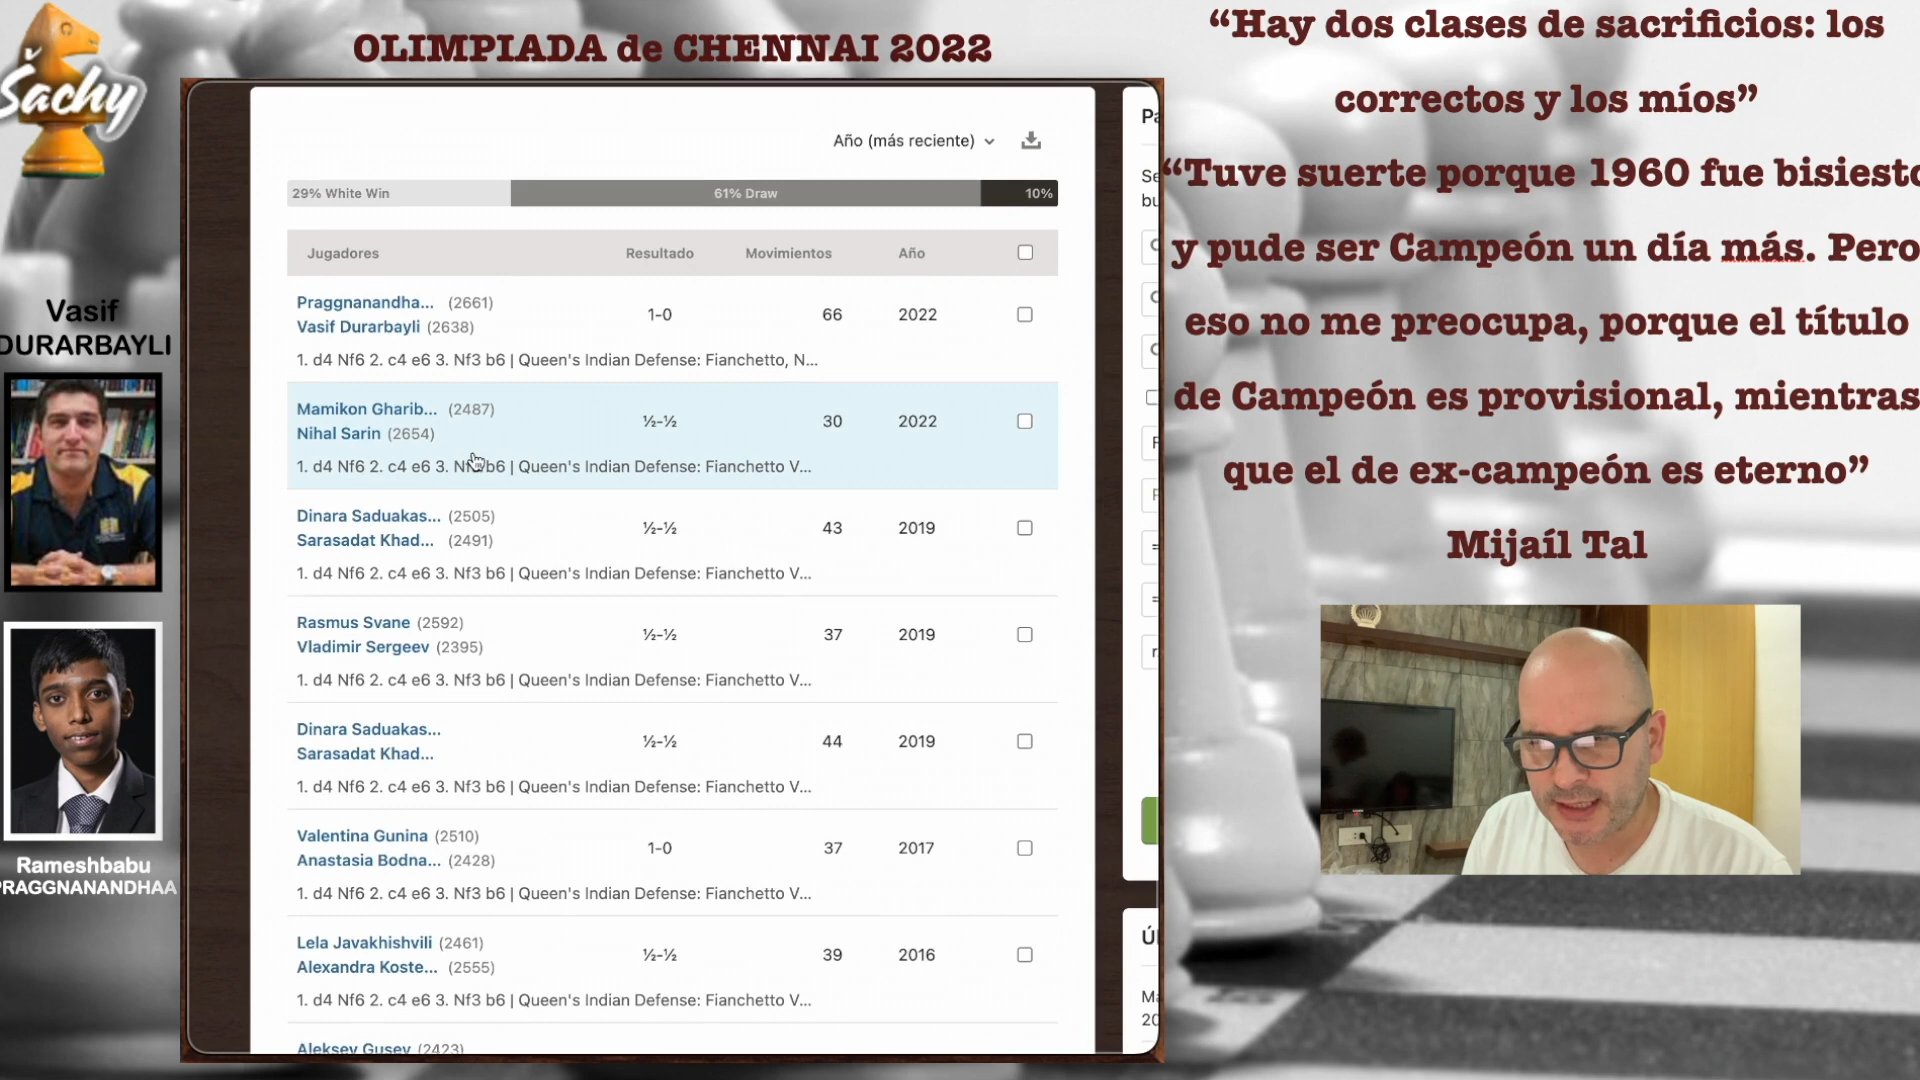 Šachy
OLIMPIADA de CHENNAI 2022
Vasif
DURARBAYLI
Rameshbabu
PRAGGNANANDHAA
Año (más reciente)
29% White Win
61% Draw
10%
Jugadores Resultado Movimientos Año
Praggnanandha... (2661)
Vasif Durarbayli (2638)
1-0 66 2022
1. d4 Nf6 2. c4 e6 3. Nf3 b6 | Queen's Indian Defense: Fianchetto, N...
Mamikon Gharib... (2487)
Nihal Sarin (2654)
½-½ 30 2022
1. d4 Nf6 2. c4 e6 3. Nf3 b6 | Queen's Indian Defense: Fianchetto V...
Dinara Saduakas... (2505)
Sarasadat Khad... (2491)
½-½ 43 2019
1. d4 Nf6 2. c4 e6 3. Nf3 b6 | Queen's Indian Defense: Fianchetto V...
Rasmus Svane (2592)
Vladimir Sergeev (2395)
½-½ 37 2019
1. d4 Nf6 2. c4 e6 3. Nf3 b6 | Queen's Indian Defense: Fianchetto V...
Dinara Saduakas...
Sarasadat Khad...
½-½ 44 2019
1. d4 Nf6 2. c4 e6 3. Nf3 b6 | Queen's Indian Defense: Fianchetto V...
Valentina Gunina (2510)
Anastasia Bodna... (2428)
1-0 37 2017
1. d4 Nf6 2. c4 e6 3. Nf3 b6 | Queen's Indian Defense: Fianchetto V...
Lela Javakhishvili (2461)
Alexandra Koste... (2555)
½-½ 39 2016
1. d4 Nf6 2. c4 e6 3. Nf3 b6 | Queen's Indian Defense: Fianchetto V...
Aleksey Gusev (2423)
“Hay dos clases de sacrificios: los
correctos y los míos”
“Tuve suerte porque 1960 fue bisiesto
y pude ser Campeón un día más. Pero
eso no me preocupa, porque el título
de Campeón es provisional, mientras
que el de ex-campeón es eterno”
Mijaíl Tal